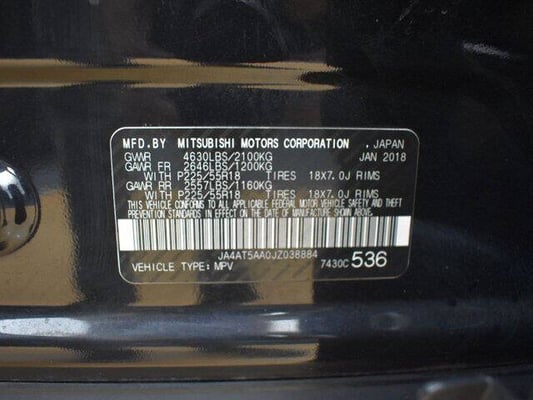 MFD.BY MITSUBISHI MOTORS CORPORATION , JAPAN
GVWR 4630LBS/2100KG JAN 2018
GAWR FR 2646LBS/1200KG
WITH P225/55R18 TIRES 18X7.0J RIMS
GAWR RR 2557LBS/1160KG
WITH P225/55R18 TIRES 18X7.0J RIMS
THIS VEHICLE CONFORMS TO ALL APPLICABLE FEDERAL MOTOR VEHICLE SAFETY AND THEFT
PREVENTION STANDARDS IN EFFECT ON THE DATE OF MANUFACTURE SHOWN ABOVE.
JA4AT5AA0JZ038884
VEHICLE TYPE: MPV 7430C 536